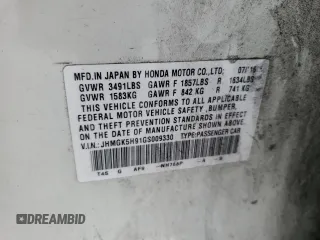 MFD. IN JAPAN BY HONDA MOTOR CO.,LTD.
GVWR 3491LBS GAWR F 1857LBS R 1634LBS
GVWR 1583KG GAWR F 842 KG R 741 KG
THIS VEHICLE CONFORMS TO ALL APPLICABLE
FEDERAL MOTOR VEHICLE SAFETY, BUMPER,
AND THEFT PREVENTION STANDARDS IN EFFECT
ON THE DATE OF MANUFACTURE SHOWN ABOVE.
V.I.N.: JHMGK5H91GS009330 TYPE:PASSENGER CAR